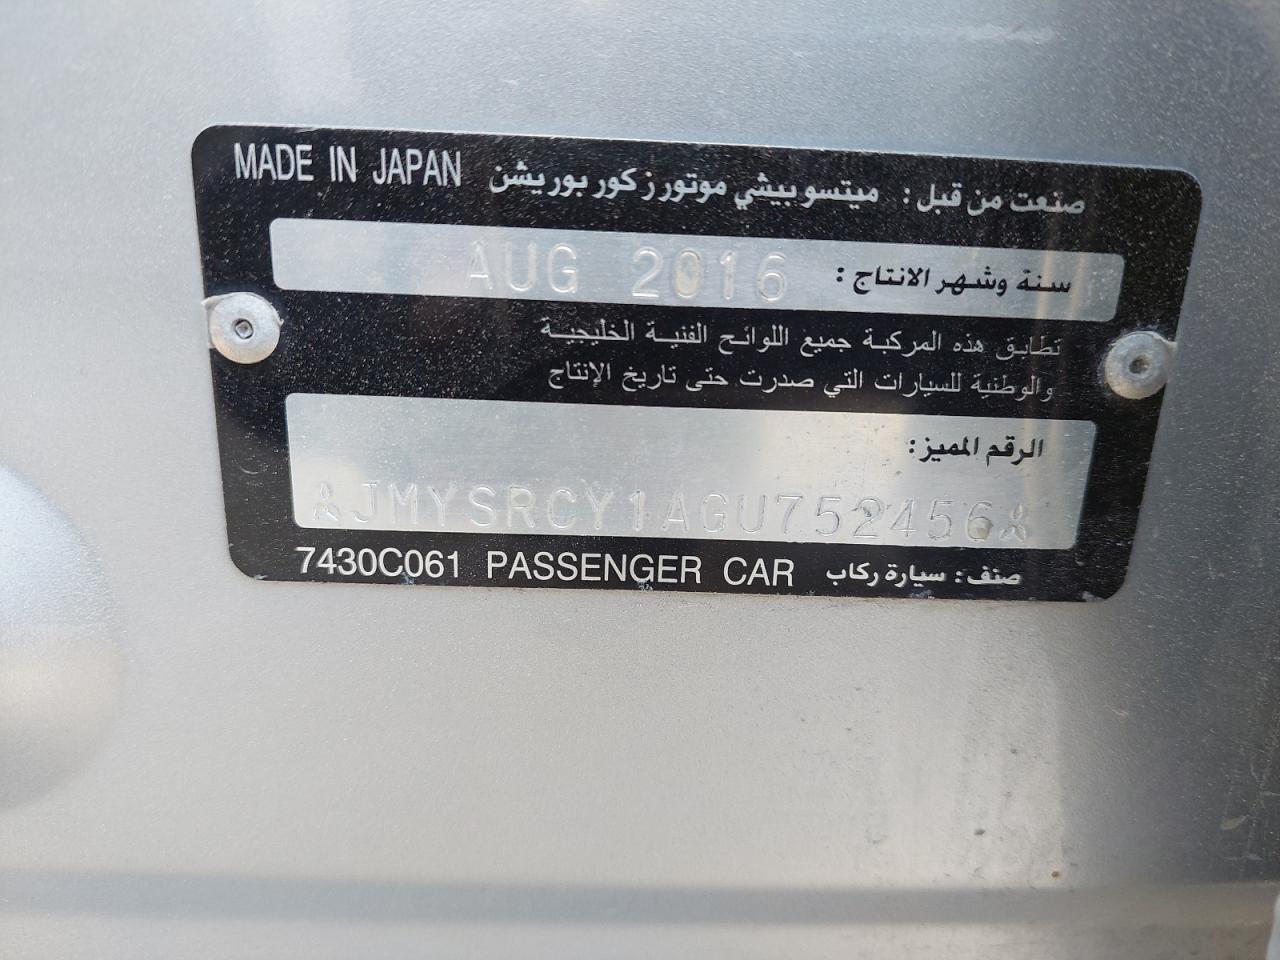 MADE IN JAPAN صنعت من قبل: ميتسوبيشي موتورز كوربوريشن
سنة وشهر الانتاج: AUG 2016
تطابق هذه المركبة جميع اللوائح الفنية الخليجية
والوطنية للسيارات التي صدرت حتى تاريخ الإنتاج
الرقم المميز:
JMYSRCY1AGU752456
7430C061 PASSENGER CAR صنف: سيارة ركاب